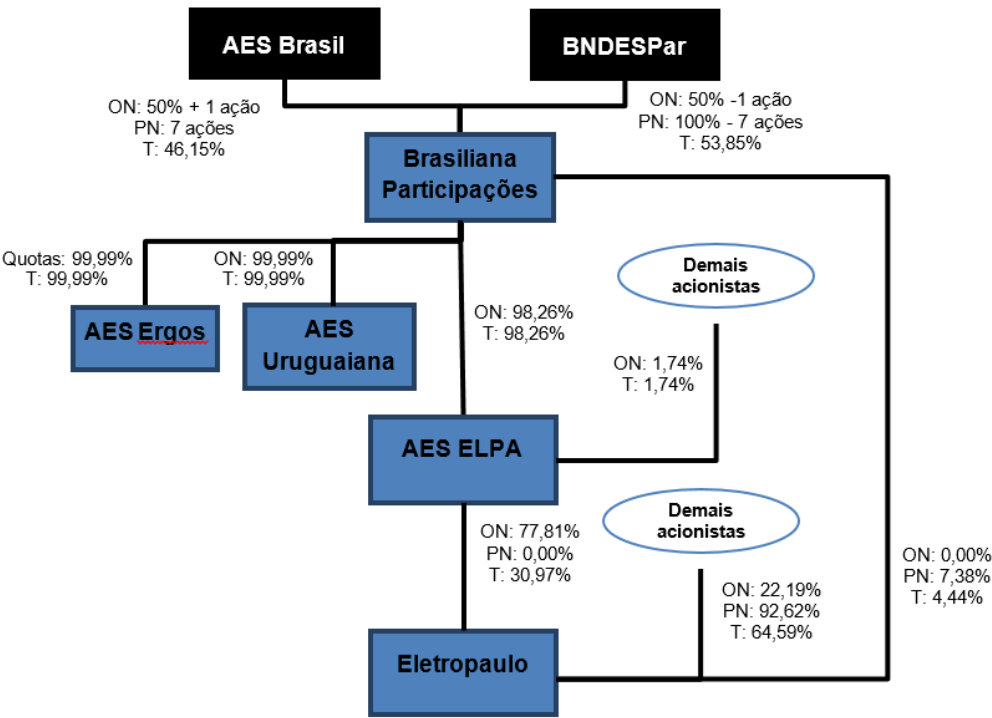 AES Brasil
BNDESPar
ON: 50% + 1 ação
PN: 7 ações
T: 46,15%
ON: 50% -1 ação
PN: 100% - 7 ações
T: 53,85%
Brasiliana
Participações
Quotas: 99,99%
T: 99,99%
ON: 99,99%
T: 99,99%
ON: 98,26%
T: 98,26%
Demais
acionistas
AES Ergos
AES
Uruguaiana
ON: 1,74%
T: 1,74%
AES ELPA
Demais
acionistas
ON: 77,81%
PN: 0,00%
T: 30,97%
ON: 22,19%
PN: 92,62%
T: 64,59%
ON: 0,00%
PN: 7,38%
T: 4,44%
Eletropaulo